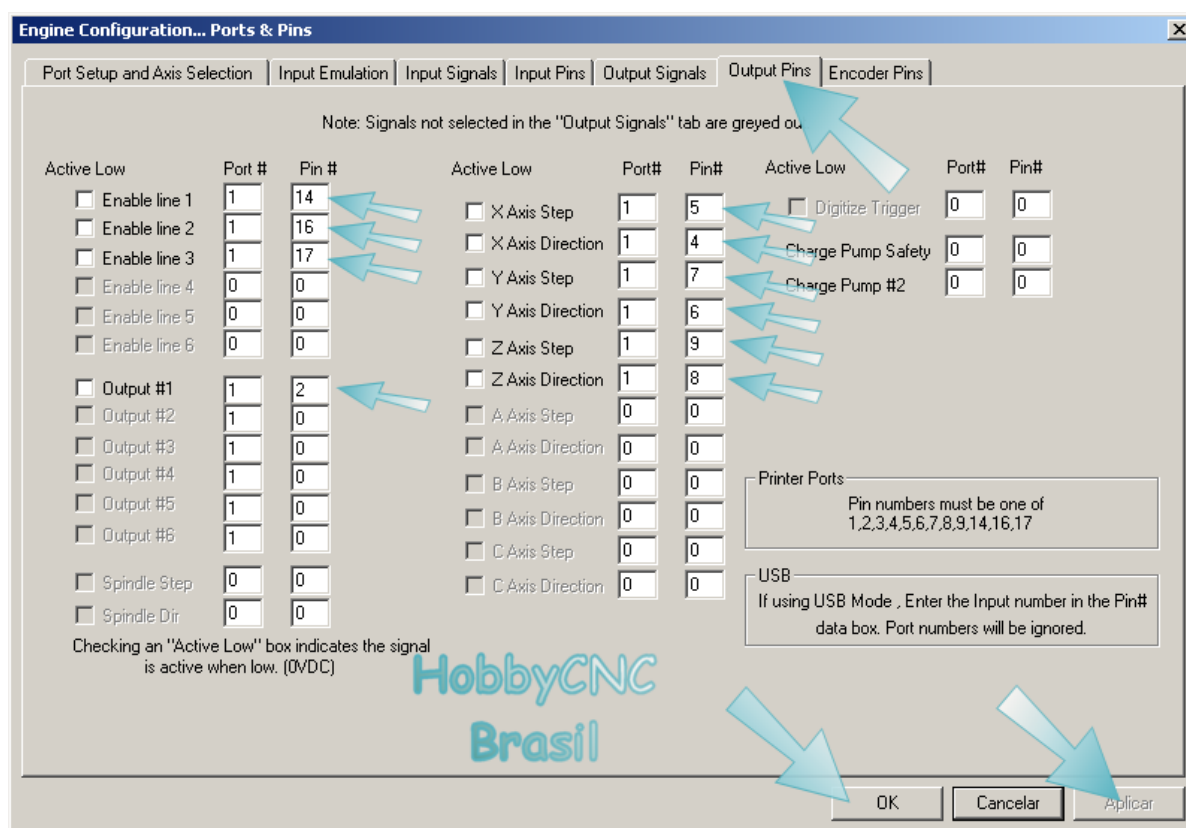 Engine Configuration... Ports & Pins
Port Setup and Axis Selection Input Emulation Input Signals Input Pins Output Signals Output Pins Encoder Pins
Note: Signals not selected in the "Output Signals" tab are greyed
Active Low Port # Pin #
Enable line 1 1 14
Enable line 2 1 16
Enable line 3 1 17
Enable line 4 0 0
Enable line 5 0 0
Enable line 6 0 0
Output #1 1 2
Output #2 1 0
Output #3 1 0
Output #4 1 0
Output #5 1 0
Output #6 1 0
Spindle Step 0 0
Spindle Dir 0 0
Checking an "Active Low" box indicates the signal
is active when low. (0VDC)
Active Low Port# Pin#
X Axis Step 1 5
X Axis Direction 1 4
Y Axis Step 1 7
Y Axis Direction 1 6
Z Axis Step 1 9
Z Axis Direction 1 8
A Axis Step 0 0
A Axis Direction 0 0
B Axis Step 0 0
B Axis Direction 0 0
C Axis Step 0 0
C Axis Direction 0 0
Active Low Port# Pin#
Digitize Trigger 0 0
Charge Pump Safety 0 0
Charge Pump #2 0 0
Printer Ports
Pin numbers must be one of
1,2,3,4,5,6,7,8,9,14,16,17
USB
If using USB Mode , Enter the Input number in the Pin#
data box. Port numbers will be ignored.
HobbyCNC
Brasil
OK Cancelar Aplicar